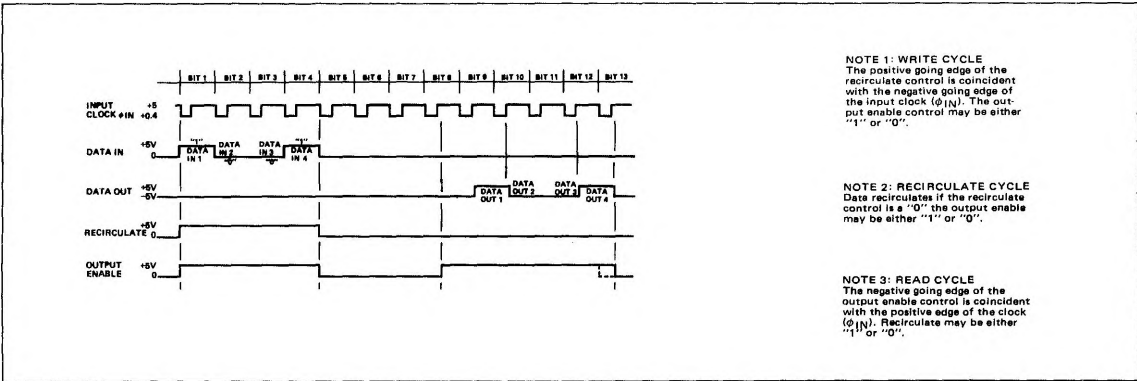 BIT 1 BIT 2 BIT 3 BIT 4 BIT 5 BIT 6 BIT 7 BIT 8 BIT 9 BIT 10 BIT 11 BIT 12 BIT 13
INPUT +5
CLOCK ϕIN +0.4
DATA IN +5V
0
"1"
DATA
IN 1
DATA
IN 2
"0"
DATA
IN 3
"0"
"1"
DATA
IN 4
DATA OUT +5V
-5V
DATA
OUT 1
DATA
OUT 2
DATA
OUT 3
DATA
OUT 4
RECIRCULATE +5V
0
OUTPUT +5V
ENABLE 0
NOTE 1: WRITE CYCLE
The positive going edge of the
recirculate control is coincident
with the negative going edge of
the input clock (ϕIN). The out-
put enable control may be either
"1" or "0".
NOTE 2: RECIRCULATE CYCLE
Data recirculates if the recirculate
control is a "0" the output enable
may be either "1" or "0".
NOTE 3: READ CYCLE
The negative going edge of the
output enable control is coincident
with the positive edge of the clock
(ϕIN). Recirculate may be either
"1" or "0".